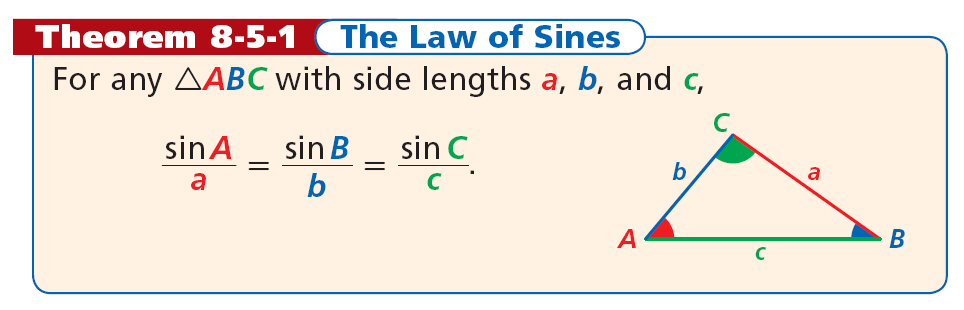 Theorem 8-5-1 The Law of Sines
For any △ABC with side lengths a, b, and c,
sin A / a = sin B / b = sin C / c.
C
b a
A B
c